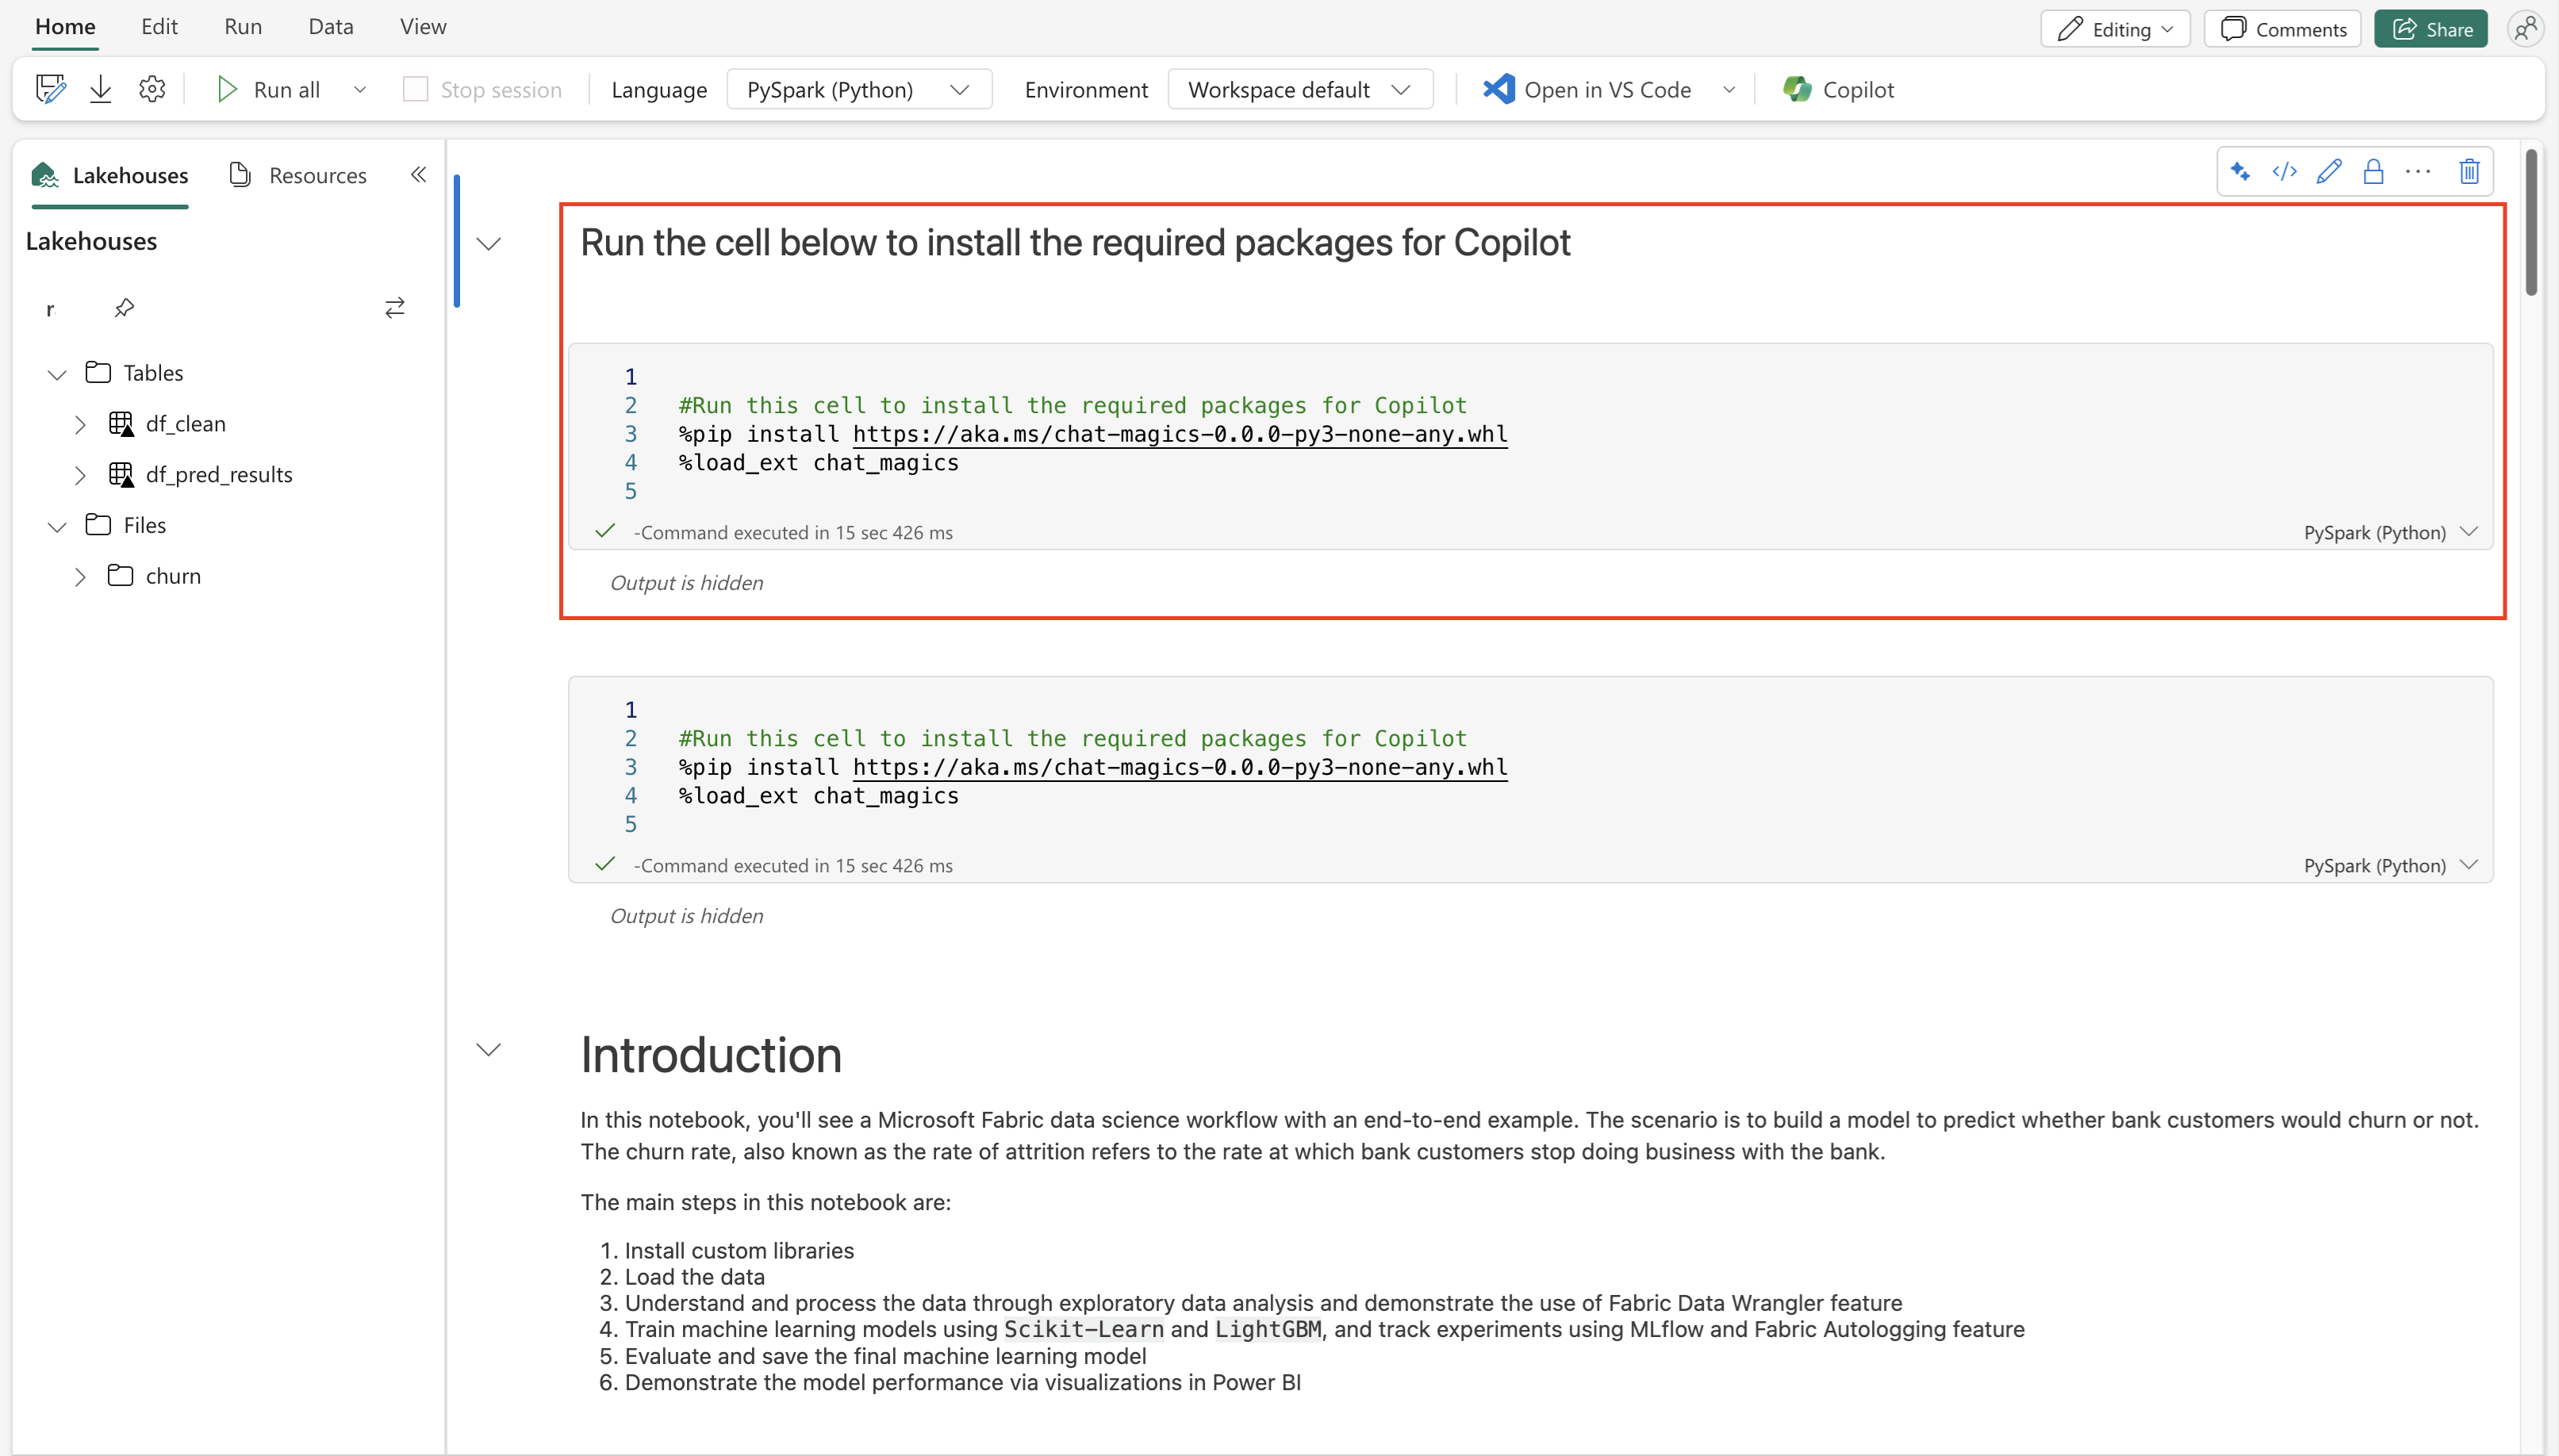 Home Edit Run Data View Editing Comments Share
Run all Stop session Language PySpark (Python) Environment Workspace default Open in VS Code Copilot
Lakehouses Resources
Lakehouses
r
Tables
df_clean
df_pred_results
Files
churn
Run the cell below to install the required packages for Copilot
1
2 #Run this cell to install the required packages for Copilot
3 %pip install https://aka.ms/chat-magics-0.0.0-py3-none-any.whl
4 %load_ext chat_magics
5
-Command executed in 15 sec 426 ms PySpark (Python)
Output is hidden
1
2 #Run this cell to install the required packages for Copilot
3 %pip install https://aka.ms/chat-magics-0.0.0-py3-none-any.whl
4 %load_ext chat_magics
5
-Command executed in 15 sec 426 ms PySpark (Python)
Output is hidden
Introduction
In this notebook, you'll see a Microsoft Fabric data science workflow with an end-to-end example. The scenario is to build a model to predict whether bank customers would churn or not.
The churn rate, also known as the rate of attrition refers to the rate at which bank customers stop doing business with the bank.
The main steps in this notebook are:
1. Install custom libraries
2. Load the data
3. Understand and process the data through exploratory data analysis and demonstrate the use of Fabric Data Wrangler feature
4. Train machine learning models using Scikit-Learn and LightGBM, and track experiments using MLflow and Fabric Autologging feature
5. Evaluate and save the final machine learning model
6. Demonstrate the model performance via visualizations in Power BI